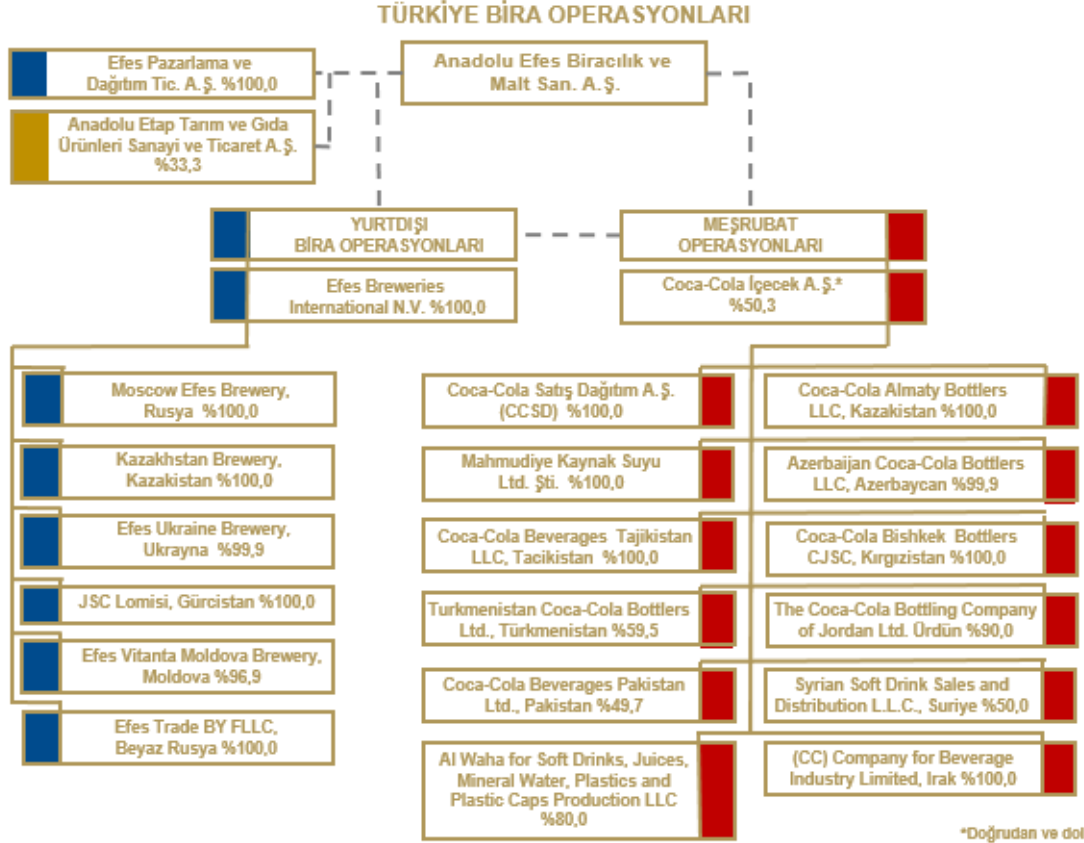 TÜRKİYE BİRA OPERASYONLARI
Efes Pazarlama ve
Dağıtım Tic. A.Ş. %100,0
Anadolu Efes Biracılık ve
Malt San. A.Ş.
Anadolu Etap Tarım ve Gıda
Ürünleri Sanayi ve Ticaret A.Ş.
%33,3
YURTDIŞI
BİRA OPERASYONLARI
MEŞRUBAT
OPERASYONLARI
Efes Breweries
International N.V. %100,0
Coca-Cola İçecek A.Ş.*
%50,3
Moscow Efes Brewery,
Rusya %100,0
Kazakhstan Brewery,
Kazakistan %100,0
Efes Ukraine Brewery,
Ukrayna %99,9
JSC Lomisi, Gürcistan %100,0
Efes Vitanta Moldova Brewery,
Moldova %96,9
Efes Trade BY FLLC,
Beyaz Rusya %100,0
Coca-Cola Satış Dağıtım A.Ş.
(CCSD) %100,0
Coca-Cola Almaty Bottlers
LLC, Kazakistan %100,0
Mahmudiye Kaynak Suyu
Ltd. Şti. %100,0
Azerbaijan Coca-Cola Bottlers
LLC, Azerbaycan %99,9
Coca-Cola Beverages Tajikistan
LLC, Tacikistan %100,0
Coca-Cola Bishkek Bottlers
CJSC, Kırgızistan %100,0
Turkmenistan Coca-Cola Bottlers
Ltd., Türkmenistan %59,5
The Coca-Cola Bottling Company
of Jordan Ltd. Ürdün %90,0
Coca-Cola Beverages Pakistan
Ltd., Pakistan %49,7
Syrian Soft Drink Sales and
Distribution L.L.C., Suriye %50,0
Al Waha for Soft Drinks, Juices,
Mineral Water, Plastics and
Plastic Caps Production LLC
%80,0
(CC) Company for Beverage
Industry Limited, Irak %100,0
*Doğrudan ve dol